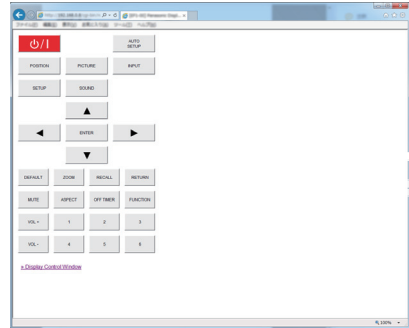 AUTO
SETUP
POSITION PICTURE INPUT
SETUP SOUND
ENTER
DEFAULT ZOOM RECALL RETURN
MUTE ASPECT OFF TIMER FUNCTION
VOL + 1 2 3
VOL - 4 5 6
» Display Control Window
100%